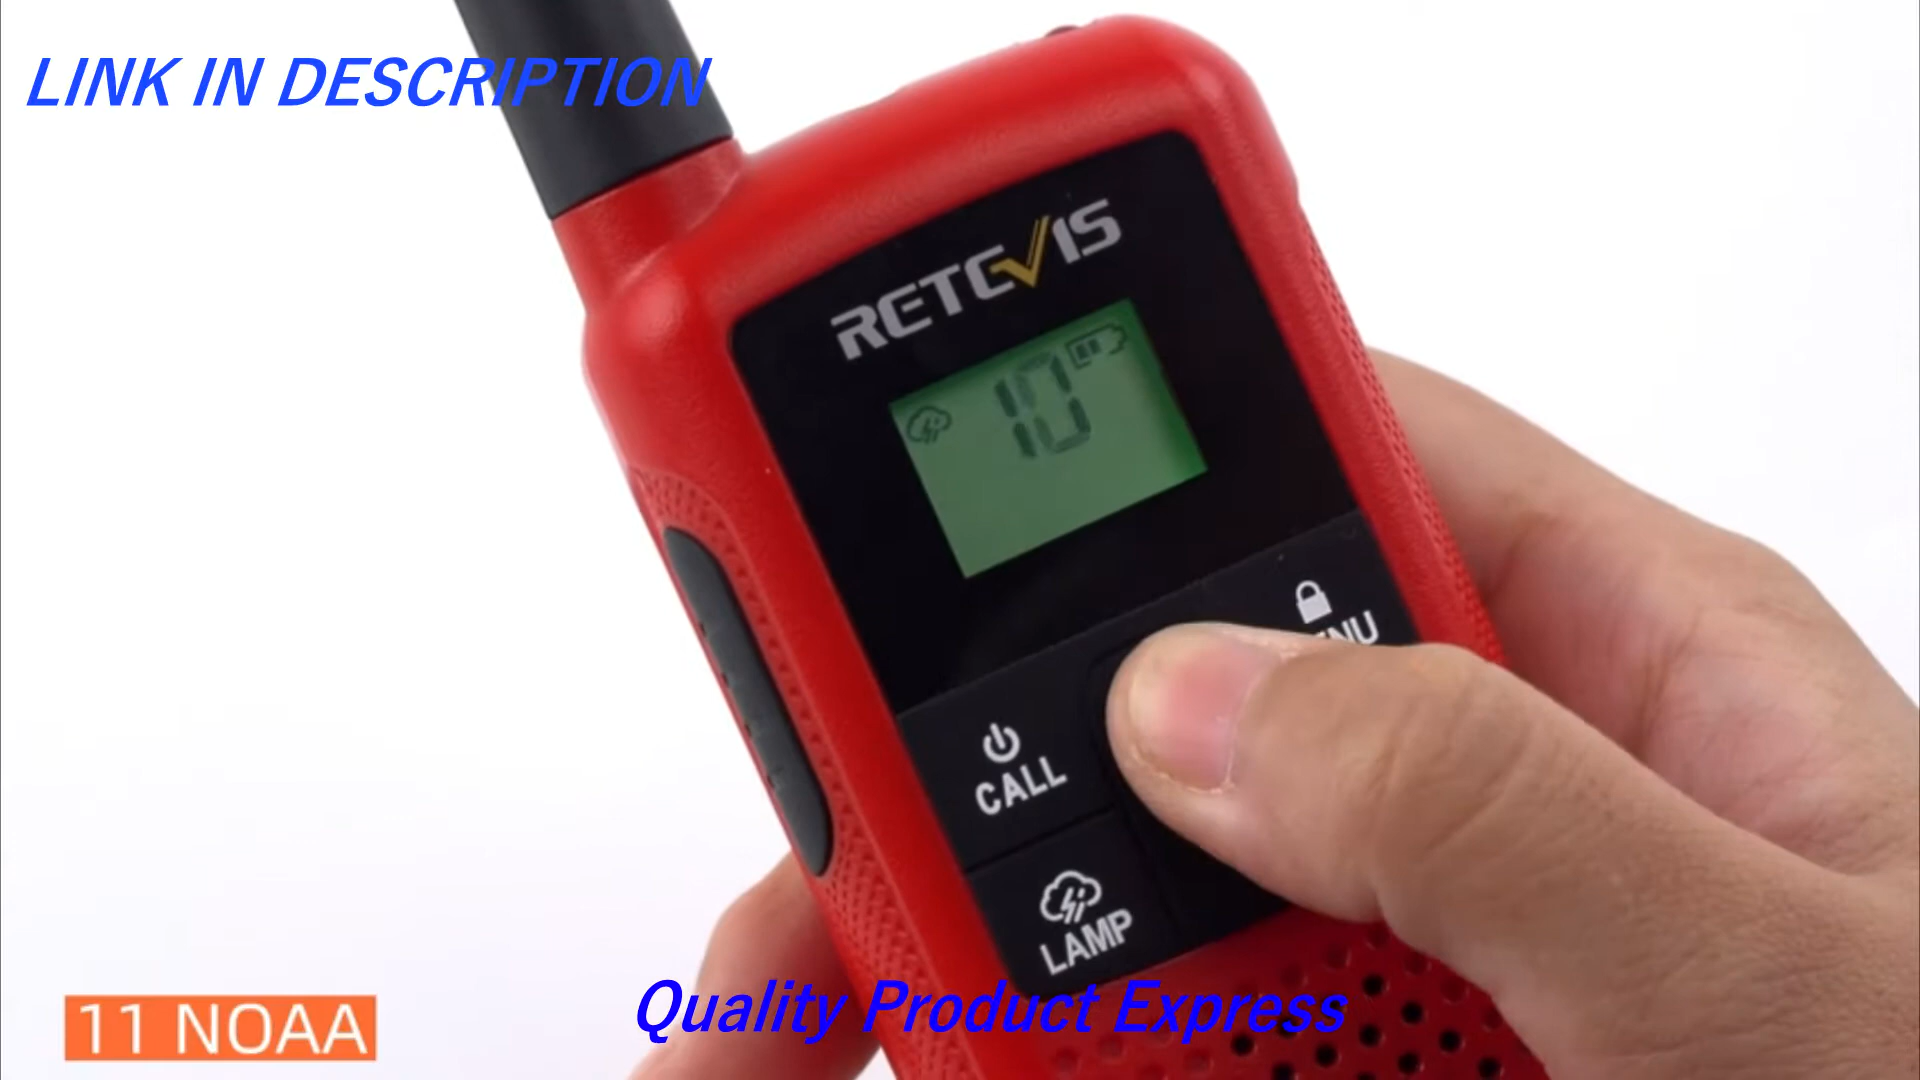 LINK IN DESCRIPTION
RETEVIS
10
CALL
LAMP
11 NOAA
Quality Product Express